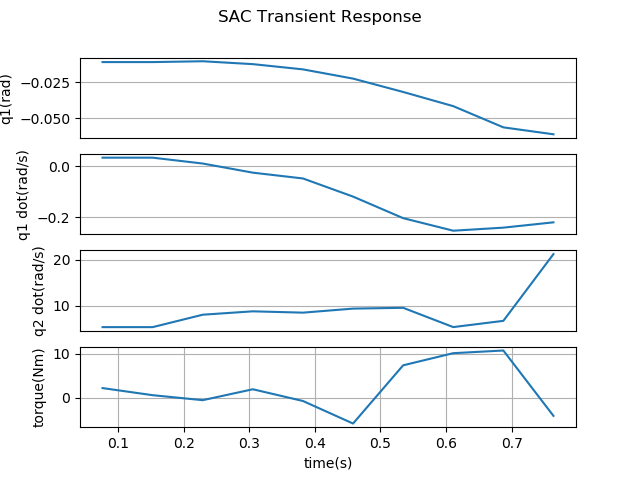 SAC Transient Response
q1(rad)
−0.025
−0.050
q1 dot(rad/s)
0.0
−0.2
q2 dot(rad/s)
20
10
torque(Nm)
10
0
0.1 0.2 0.3 0.4 0.5 0.6 0.7
time(s)